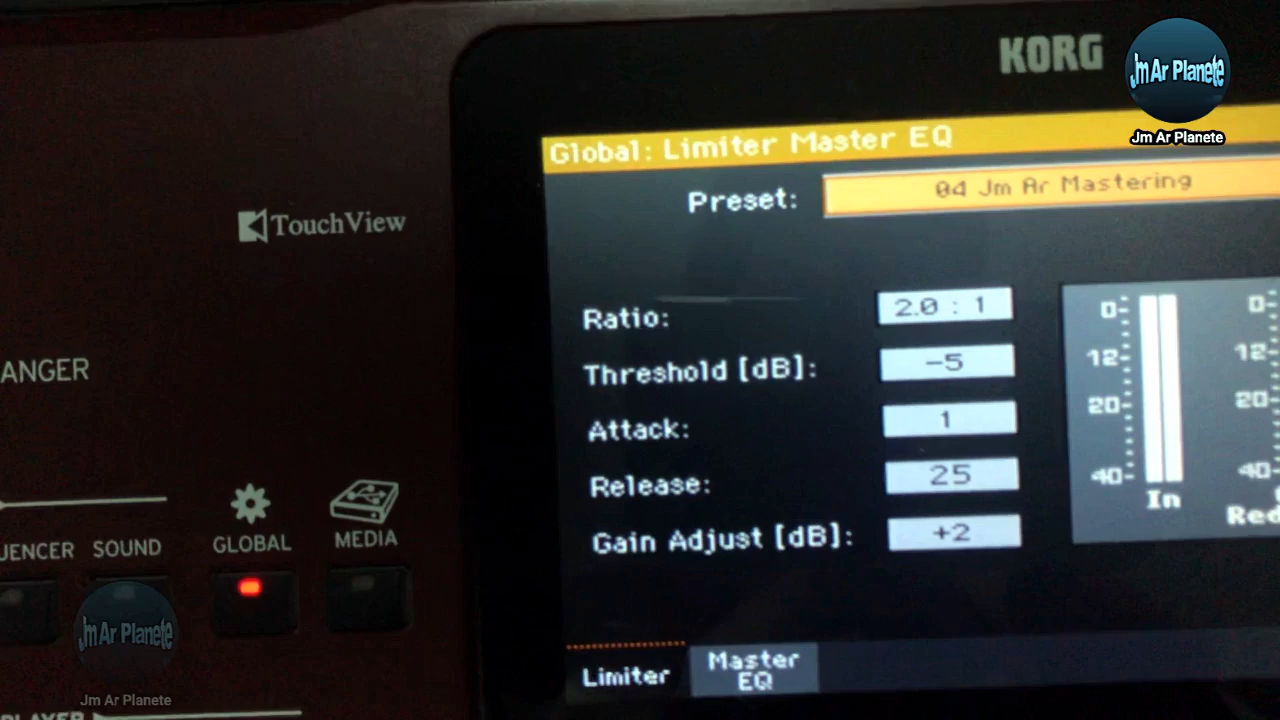 KORG
Jm Ar Planete
Jm Ar Planete
Global: Limiter Master EQ
Preset: 04 Jm Ar Mastering
TouchView
Ratio: 2.0 : 1
Threshold [dB]: -5
Attack: 1
Release: 25
Gain Adjust [dB]: +2
0 0
12 12
20 20
40 40
In
Red
ANGER
UENCER SOUND GLOBAL MEDIA
Jm Ar Planete
Jm Ar Planete
PLAYER
Limiter
Master
EQ